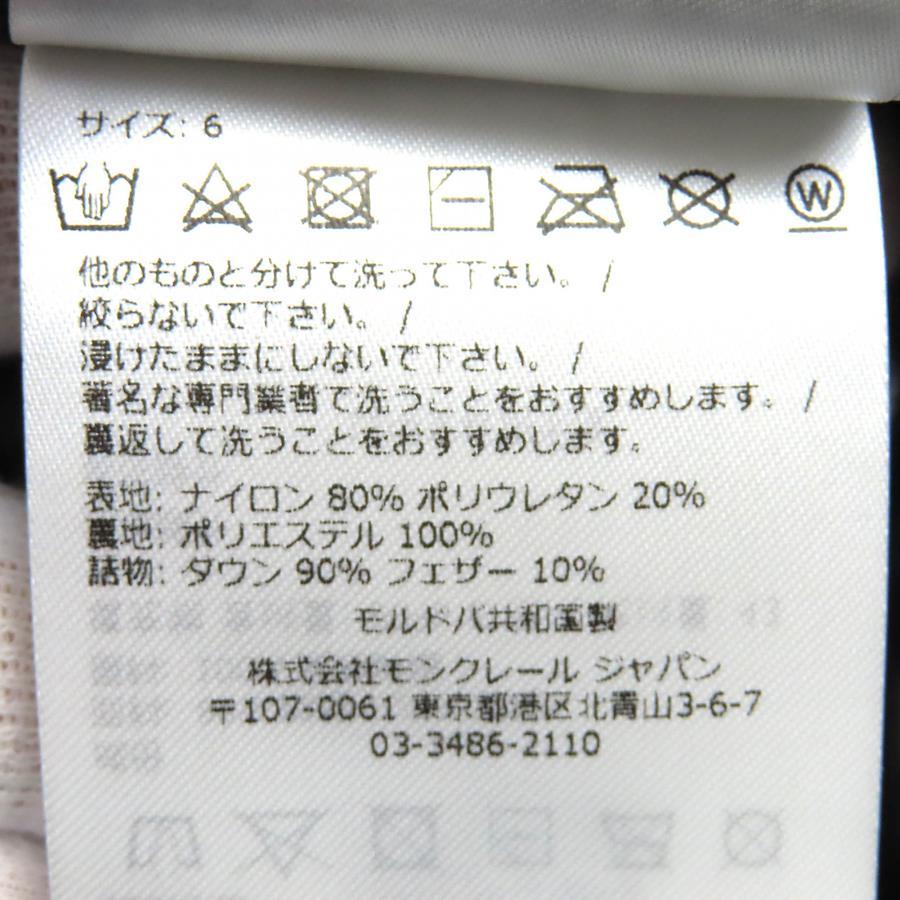 サイズ: 6
W
他のものと分けて洗って下さい。 /
絞らないで下さい。 /
浸けたままにしないで下さい。 /
著名な専門業者で洗うことをおすすめします。 /
裏返して洗うことをおすすめします。
表地: ナイロン 80% ポリウレタン 20%
裏地: ポリエステル 100%
詰物: ダウン 90% フェザー 10%
モルドバ共和国製
株式会社モンクレール ジャパン
〒107-0061 東京都港区北青山3-6-7
03-3486-2110